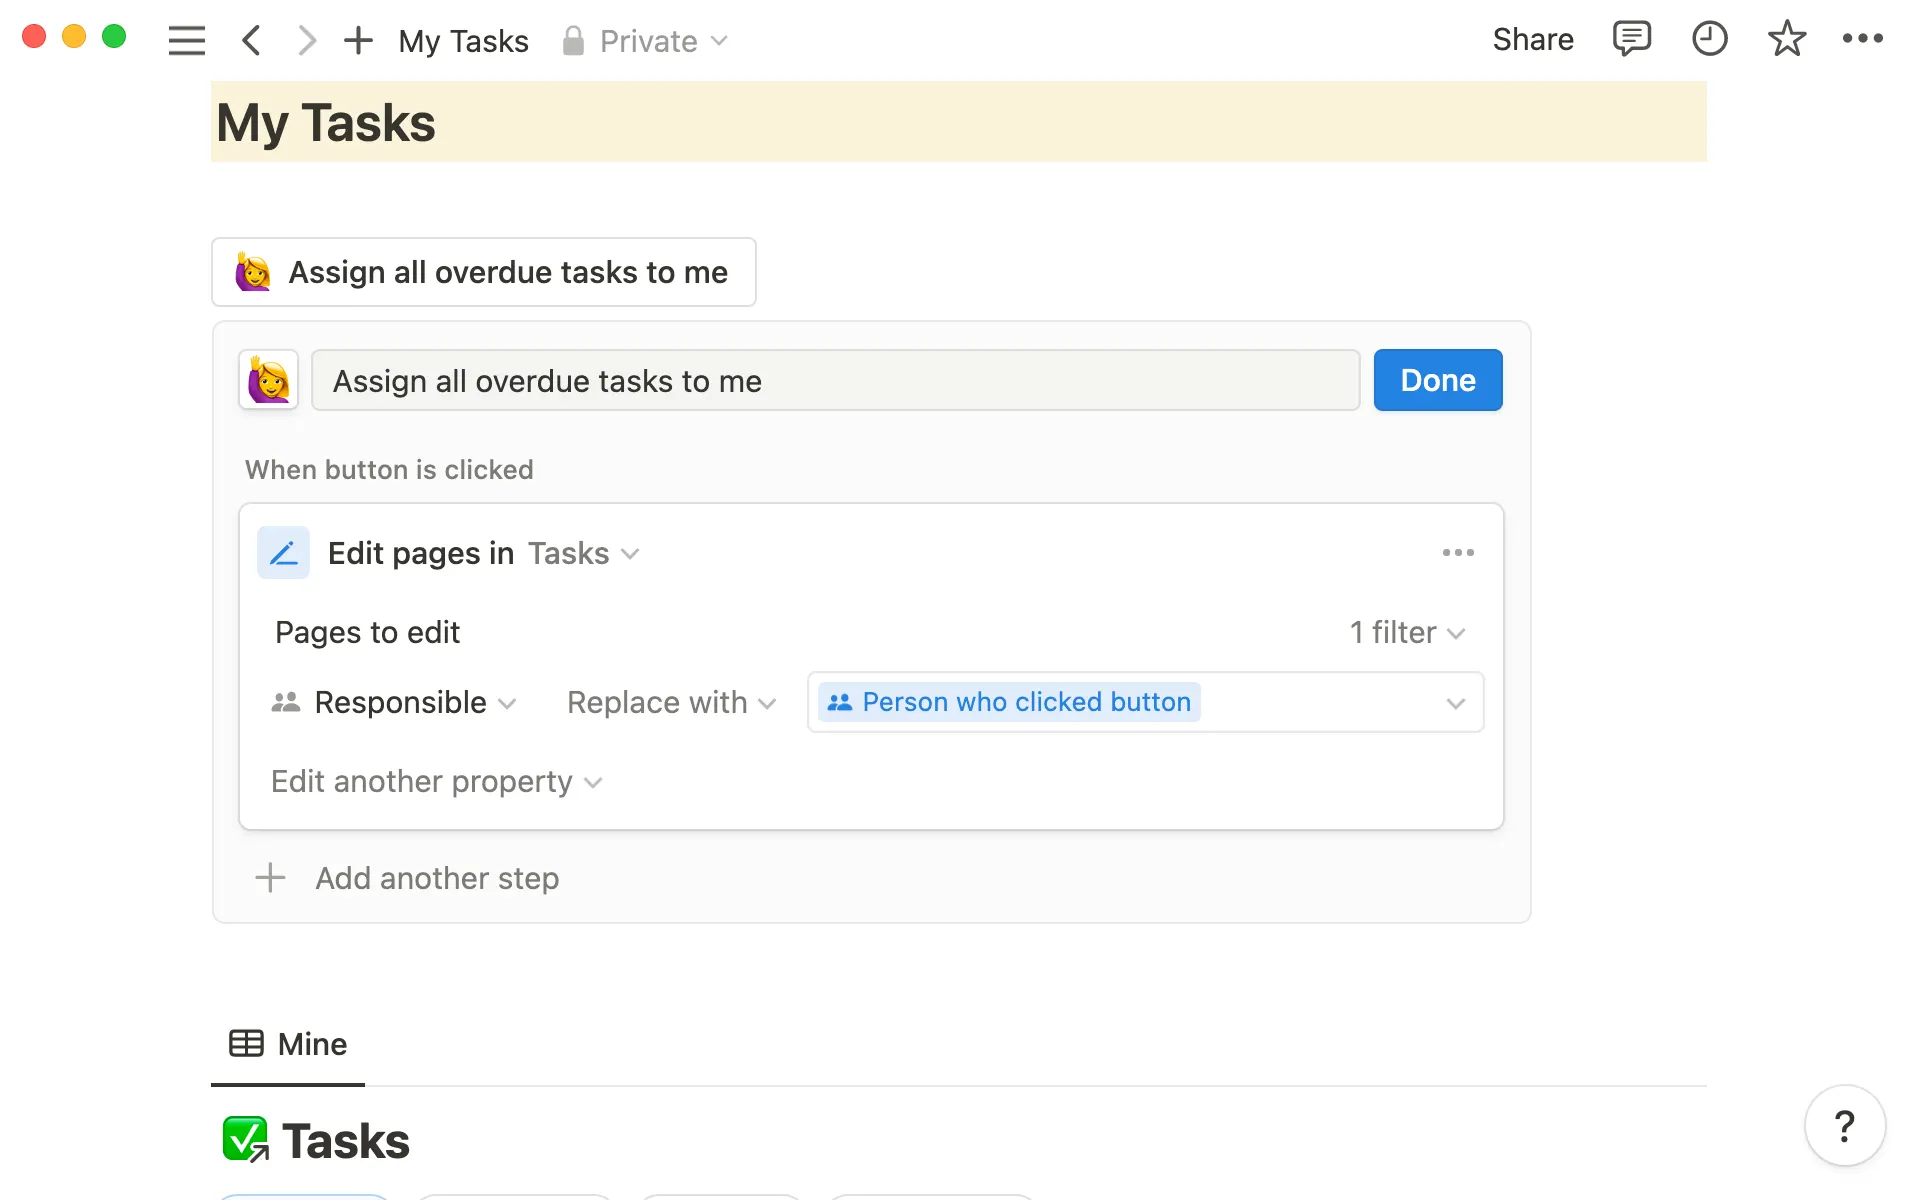 My Tasks Private Share
My Tasks
Assign all overdue tasks to me
Assign all overdue tasks to me Done
When button is clicked
Edit pages in Tasks
Pages to edit 1 filter
Responsible Replace with Person who clicked button
Edit another property
Add another step
Mine
Tasks
?